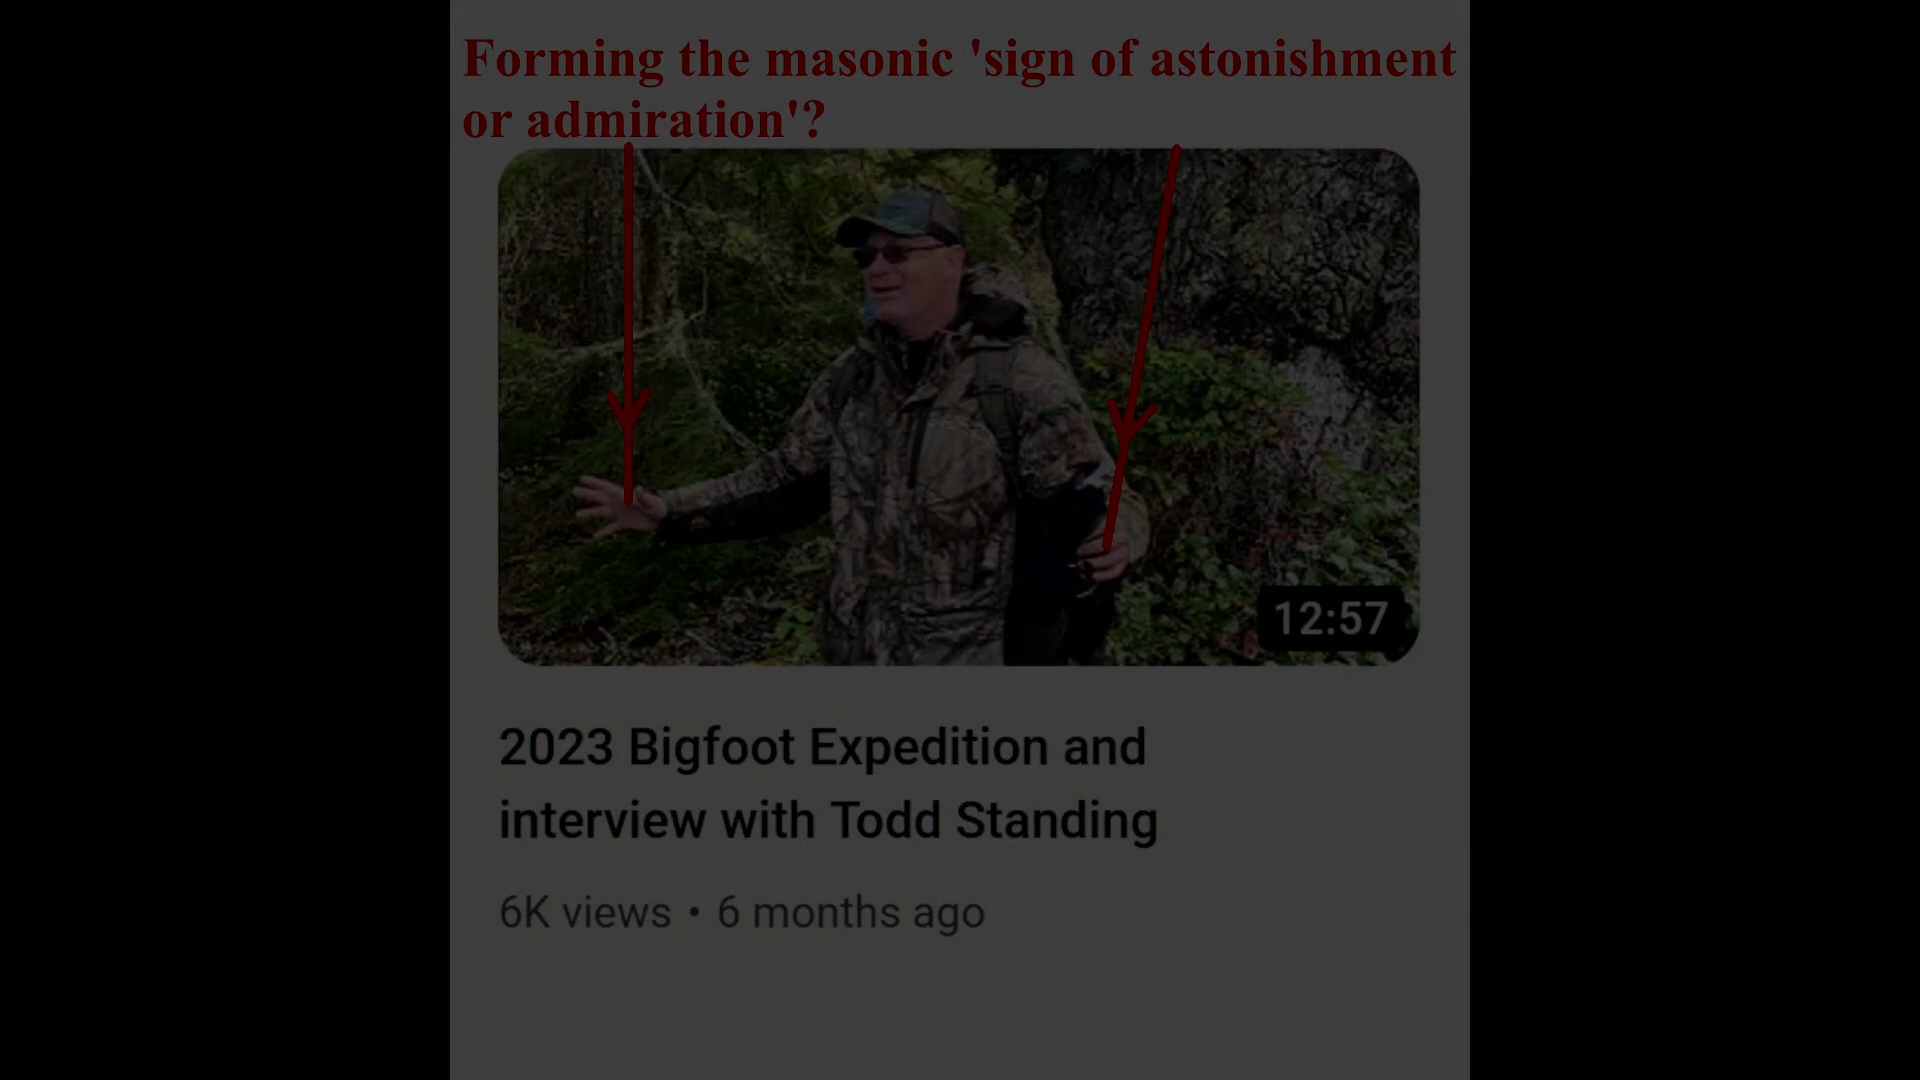 Forming the masonic 'sign of astonishment
or admiration'?
12:57
2023 Bigfoot Expedition and
interview with Todd Standing
6K views • 6 months ago